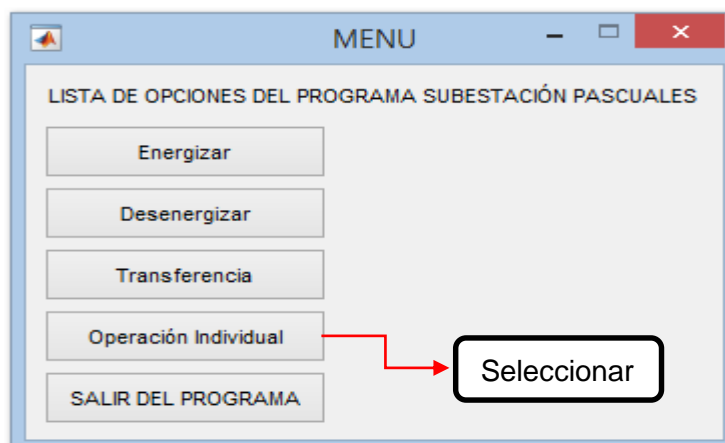 MENU
LISTA DE OPCIONES DEL PROGRAMA SUBESTACIÓN PASCUALES
Energizar
Desenergizar
Transferencia
Operación Individual
Seleccionar
SALIR DEL PROGRAMA